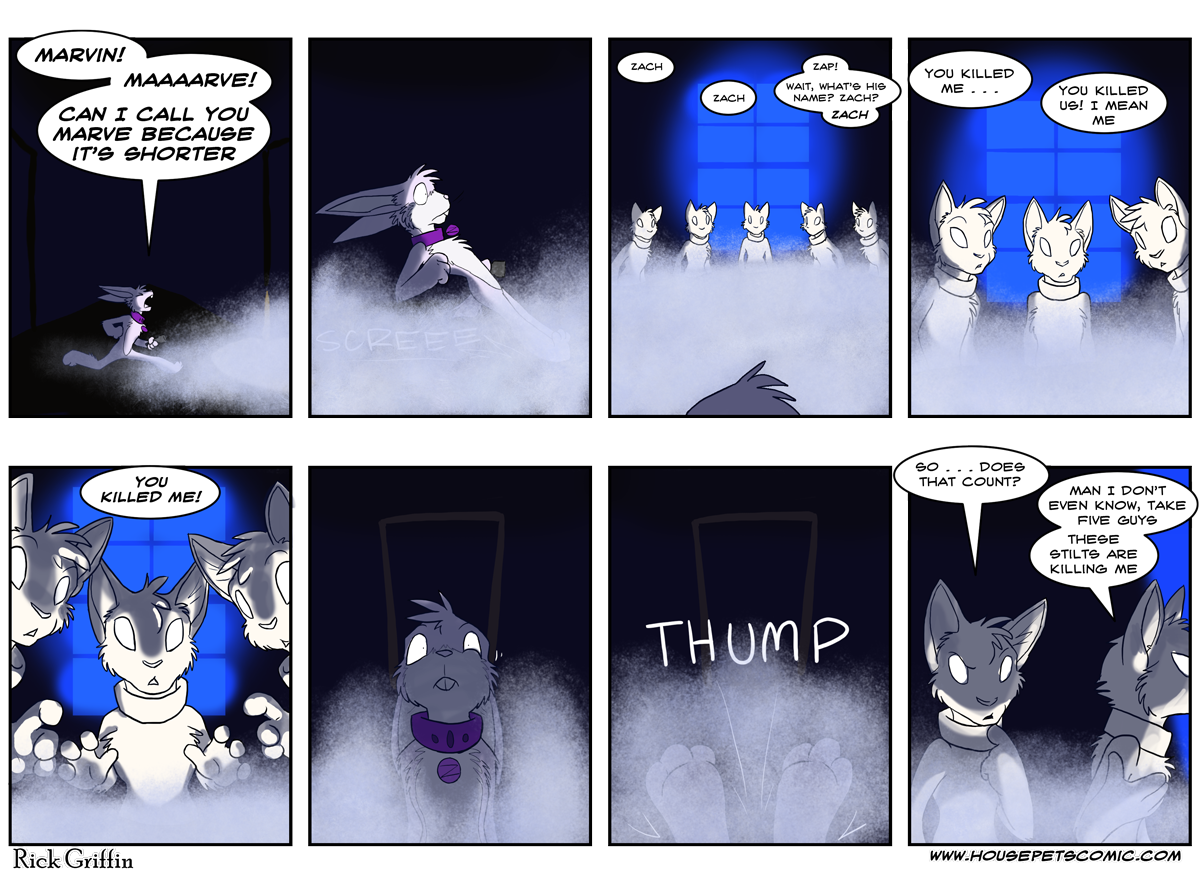 MARVIN!
MAAAARVE!
CAN I CALL YOU
MARVE BECAUSE
IT'S SHORTER
SCREEE
ZACH
ZACH
ZAP!
WAIT, WHAT'S HIS
NAME? ZACH?
ZACH
YOU KILLED
ME . . .
YOU KILLED
US! I MEAN
ME
YOU
KILLED ME!
Z
THUMP
SO . . . DOES
THAT COUNT?
MAN I DON'T
EVEN KNOW, TAKE
FIVE GUYS
THESE
STILTS ARE
KILLING ME
Rick Griffin
WWW.HOUSEPETSCOMIC.COM